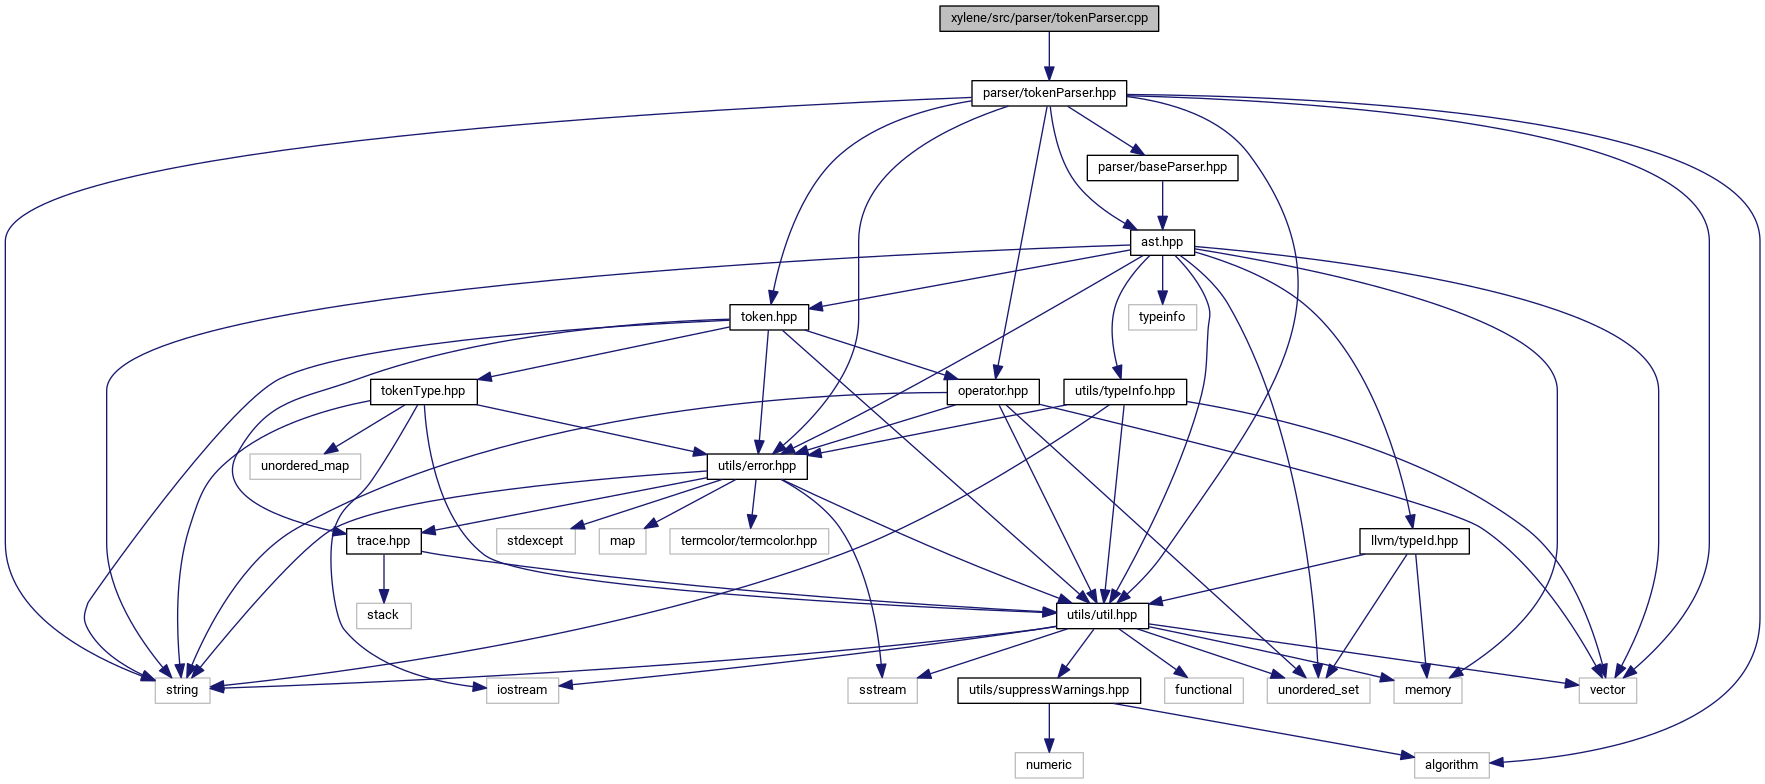 xylene/src/parser/tokenParser.cpp
parser/tokenParser.hpp
parser/baseParser.hpp
ast.hpp
token.hpp
typeinfo
tokenType.hpp
operator.hpp
utils/typeInfo.hpp
unordered_map
utils/error.hpp
trace.hpp
stdexcept
map
termcolor/termcolor.hpp
llvm/typeId.hpp
stack
utils/util.hpp
string
iostream
sstream
utils/suppressWarnings.hpp
functional
unordered_set
memory
vector
numeric
algorithm